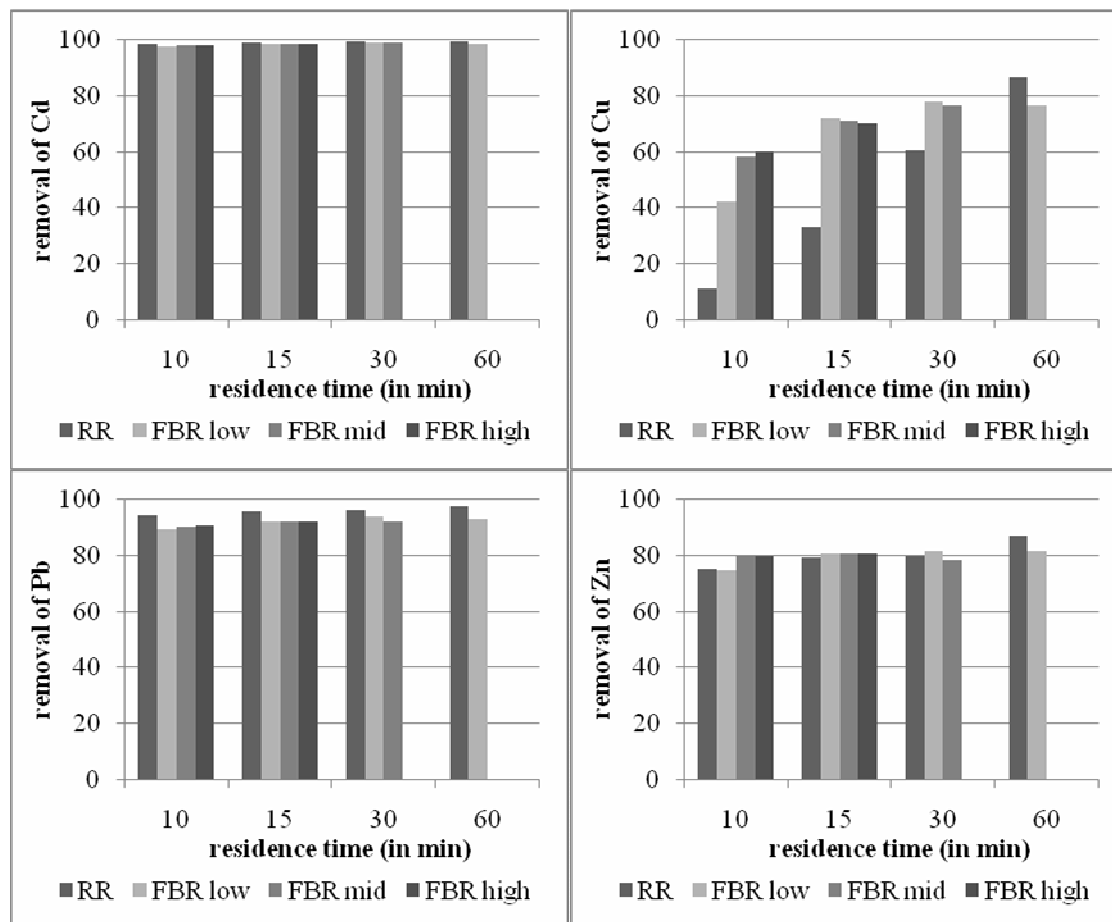 removal of Cd
100
80
60
40
20
0
10 15 30 60
residence time (in min)
RR FBR low FBR mid FBR high
removal of Cu
100
80
60
40
20
0
10 15 30 60
residence time (in min)
RR FBR low FBR mid FBR high
removal of Pb
100
80
60
40
20
0
10 15 30 60
residence time (in min)
RR FBR low FBR mid FBR high
removal of Zn
100
80
60
40
20
0
10 15 30 60
residence time (in min)
RR FBR low FBR mid FBR high